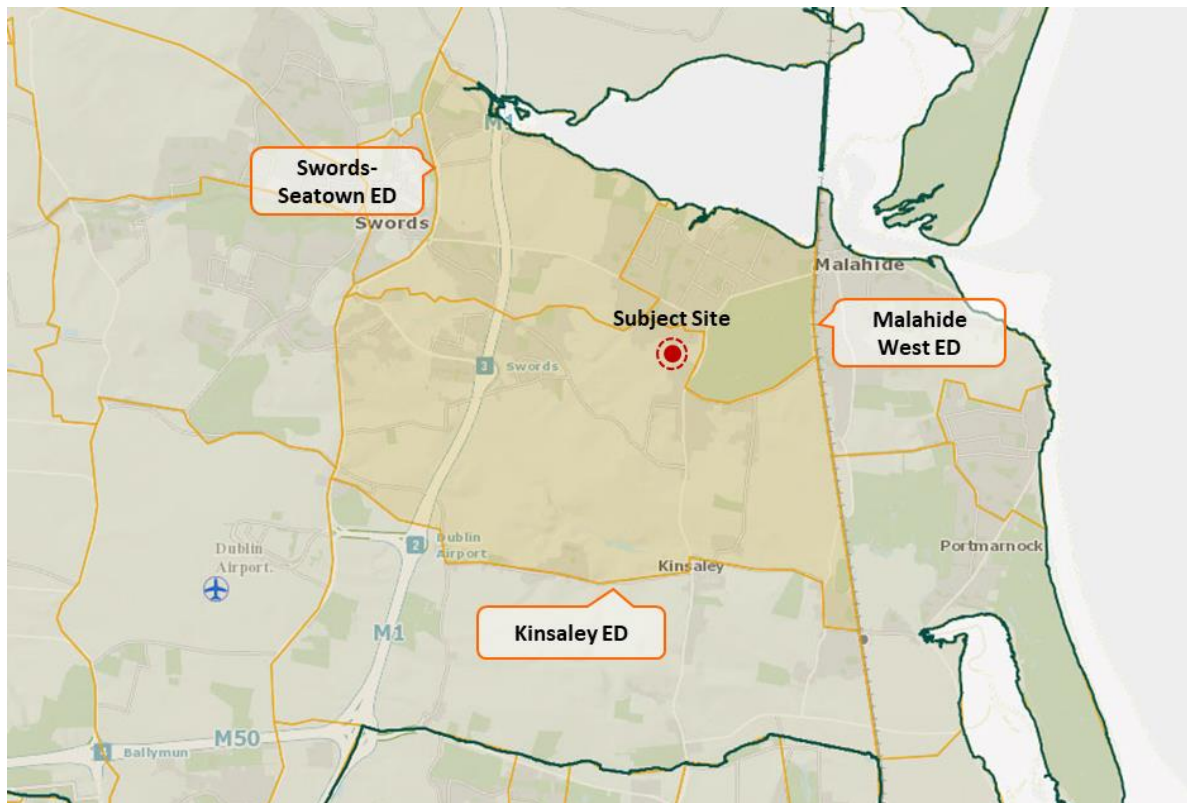 M1
Swords-
Seatown ED
Swords
Malahide
Subject Site
Malahide
West ED
3
Swords
Dublin
Airport.
2
Dublin
Airport
Portmarnock
Kinsaley
Kinsaley ED
M1
M50
4
Ballymun